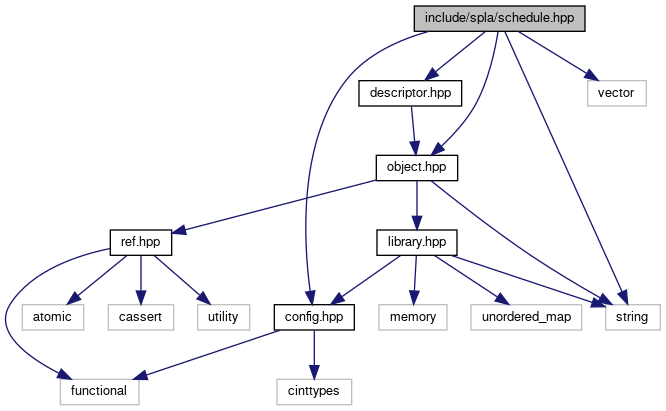 include/spla/schedule.hpp
descriptor.hpp
vector
object.hpp
ref.hpp
library.hpp
atomic
cassert
utility
config.hpp
memory
unordered_map
string
functional
cinttypes